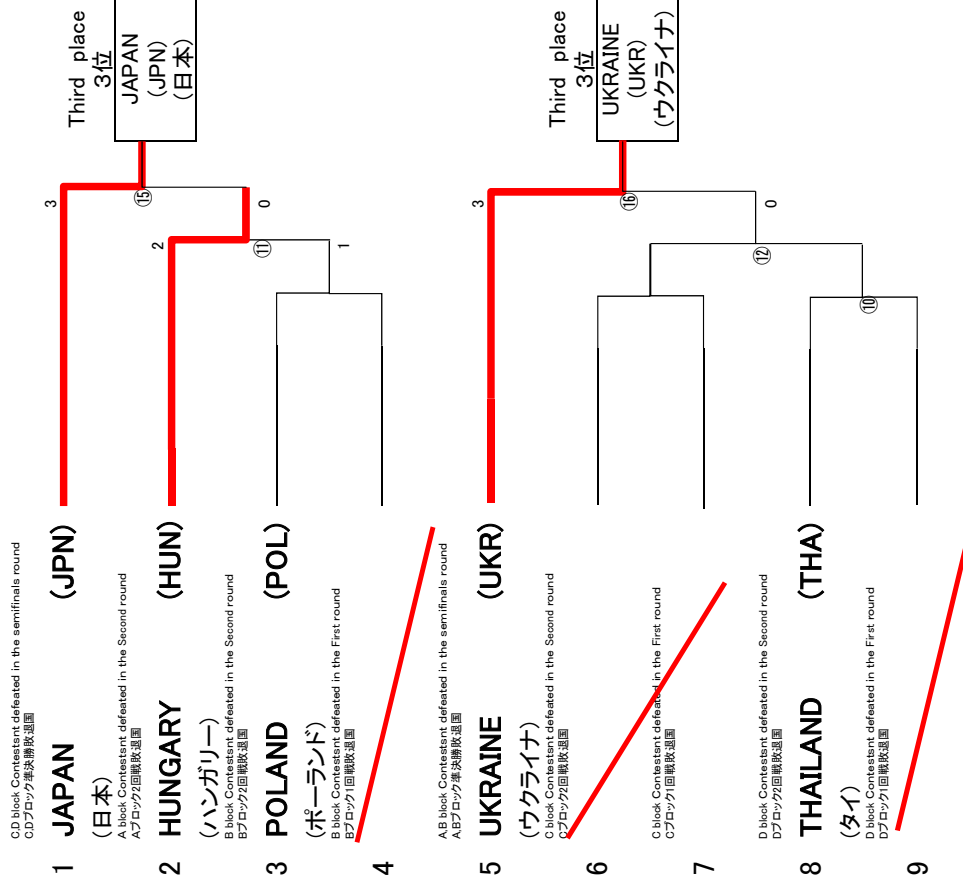 C,D block Contestsnt defeated in the semifinals round
C,Dブロック準決勝敗退国
1 JAPAN (JPN) 3
(日本)
A block Contestsnt defeated in the Second round
Aブロック2回戦敗退国
⑮
Third place
3位
JAPAN
(JPN)
(日本)
2 HUNGARY (HUN) 2
(ハンガリー)
B block Contestsnt defeated in the Second round
Bブロック2回戦敗退国
⑪ 0
3 POLAND (POL)
(ポーランド)
B block Contestsnt defeated in the First round
Bブロック1回戦敗退国
1
4
A,B block Contestsnt defeated in the semifinals round
A,Bブロック準決勝敗退国
5 UKRAINE (UKR) 3
(ウクライナ)
C block Contestsnt defeated in the Second round
Cブロック2回戦敗退国
Third place
3位
UKRAINE
(UKR)
(ウクライナ)
6
⑯
C block Contestsnt defeated in the First round
Cブロック1回戦敗退国
7
⑫ 0
D block Contestsnt defeated in the Second round
Dブロック2回戦敗退国
8 THAILAND (THA)
(タイ)
D block Contestsnt defeated in the First round
Dブロック1回戦敗退国
⑩
9